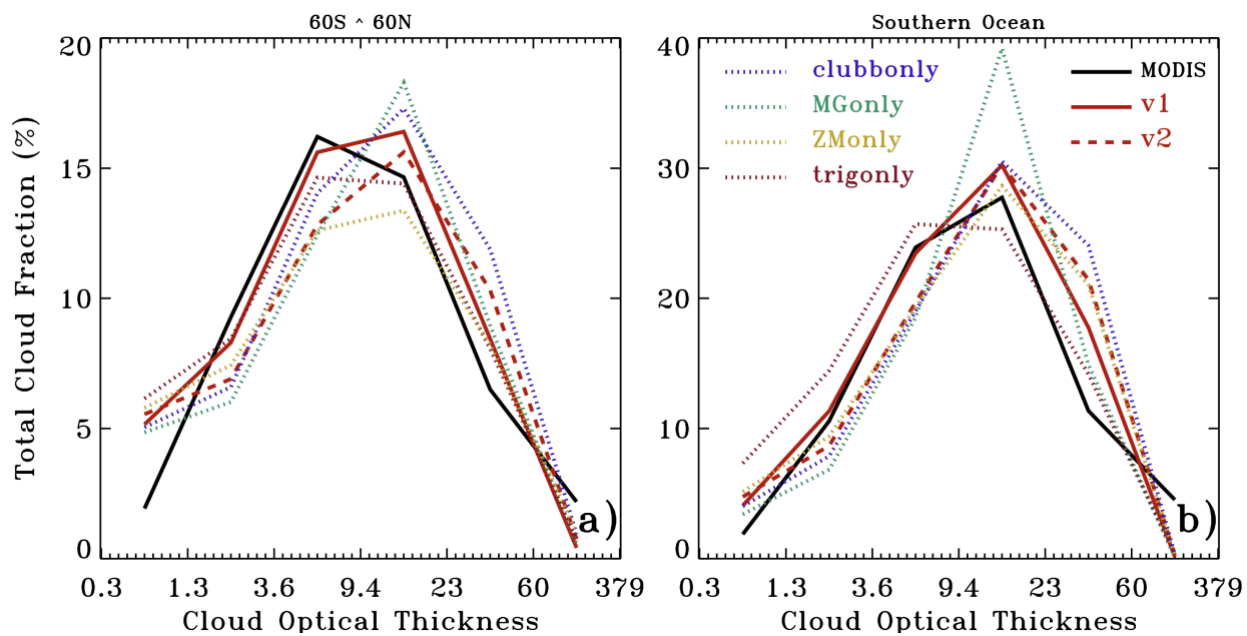 60S ^ 60N
Southern Ocean
Total Cloud Fraction (%)
20
15
10
5
0
0.3 1.3 3.6 9.4 23 60 379
Cloud Optical Thickness
a)
40
30
20
10
0
clubbonly
MGonly
ZMonly
trigonly
MODIS
v1
v2
0.3 1.3 3.6 9.4 23 60 379
Cloud Optical Thickness
b)